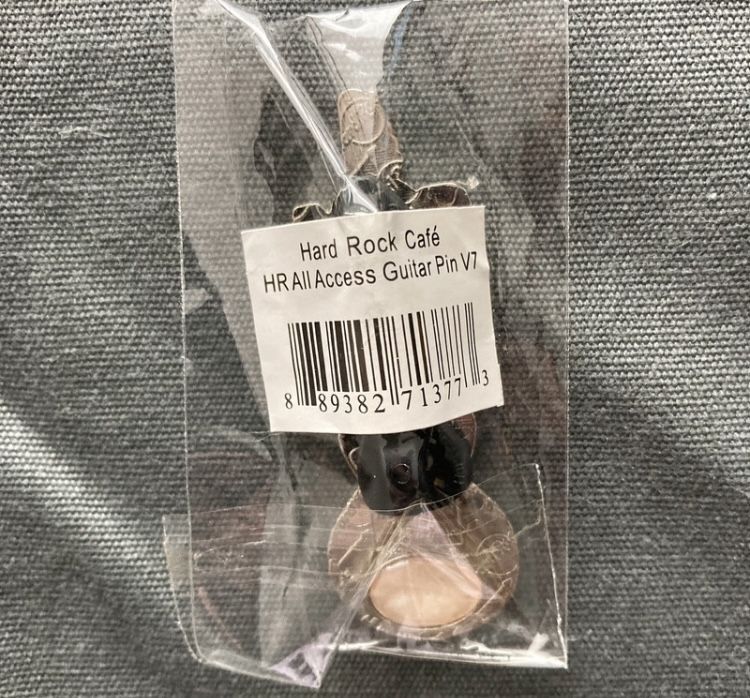 Hard Rock Café
HR All Access Guitar Pin V7
8 89382 71377 3